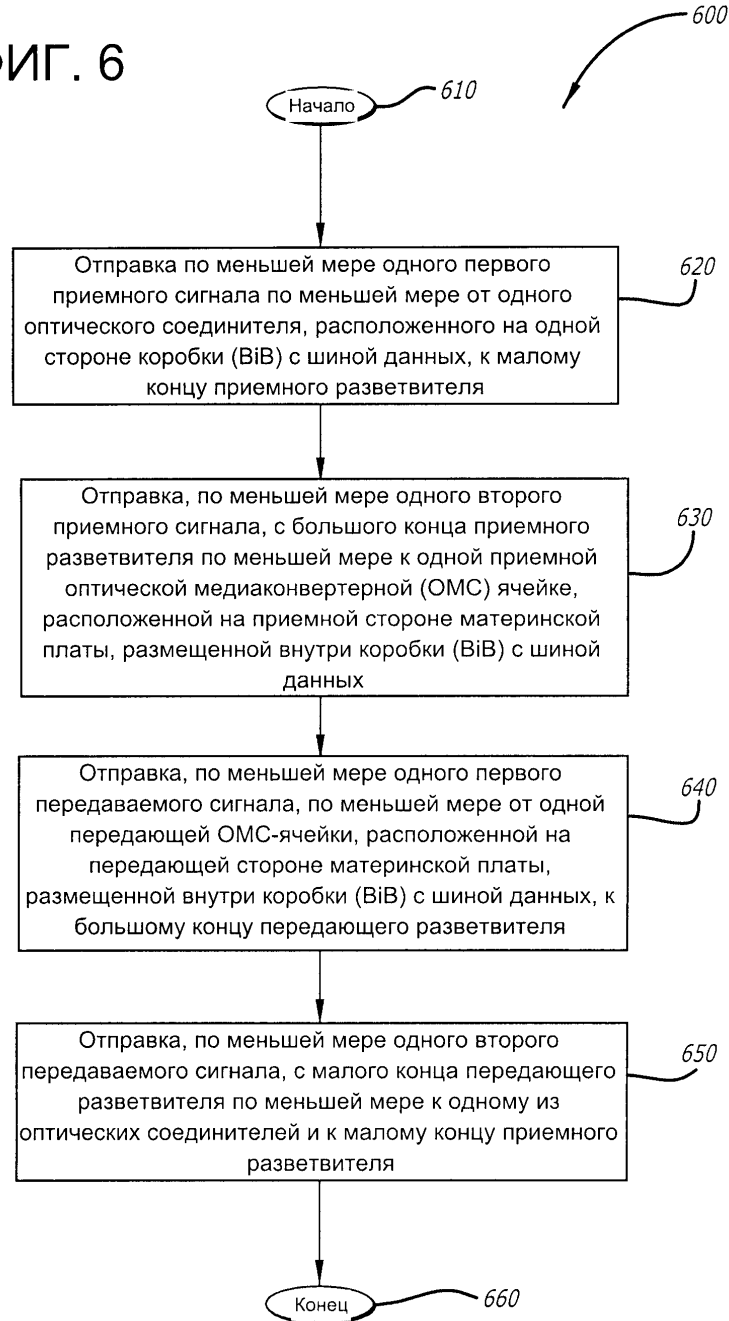 600
ФИГ. 6
Начало
610
Отправка по меньшей мере одного первого
приемного сигнала по меньшей мере от одного
оптического соединителя, расположенного на одной
стороне коробки (BiB) с шиной данных, к малому
концу приемного разветвителя
620
Отправка, по меньшей мере одного второго
приемного сигнала, с большого конца приемного
разветвителя по меньшей мере к одной приемной
оптической медиаконвертерной (ОМС) ячейке,
расположенной на приемной стороне материнской
платы, размещенной внутри коробки (BiB) с шиной
данных
630
Отправка, по меньшей мере одного первого
передаваемого сигнала, по меньшей мере от одной
передающей ОМС-ячейки, расположенной на
передающей стороне материнской платы,
размещенной внутри коробки (BiB) с шиной данных, к
большому концу передающего разветвителя
640
Отправка, по меньшей мере одного второго
передаваемого сигнала, с малого конца передающего
разветвителя по меньшей мере к одному из
оптических соединителей и к малому концу приемного
разветвителя
650
Конец
660